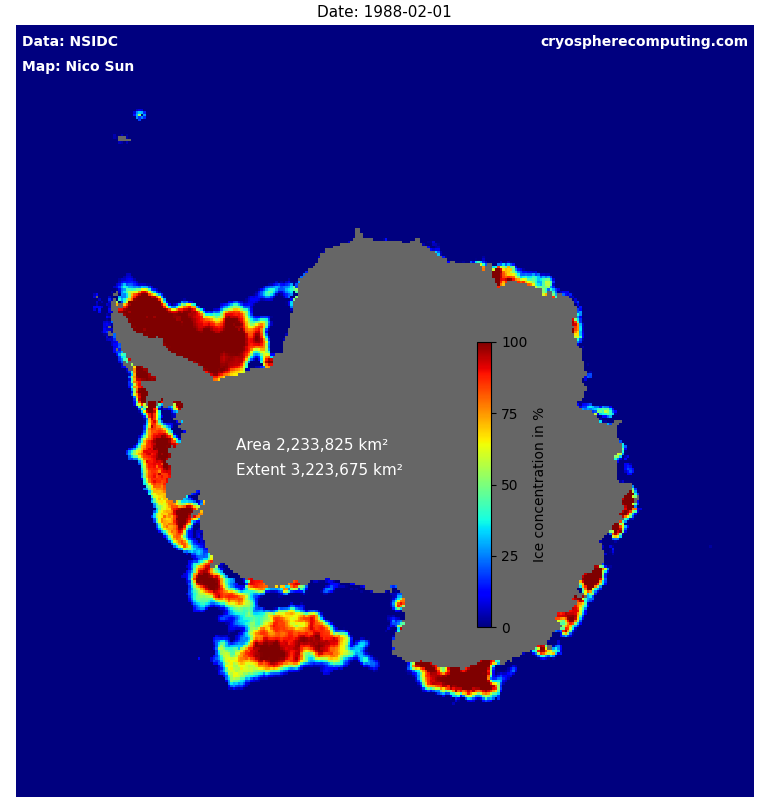 Date: 1988-02-01
Data: NSIDC
cryospherecomputing.com
Map: Nico Sun
100
75
50
25
0
Ice concentration in %
Area 2,233,825 km²
Extent 3,223,675 km²